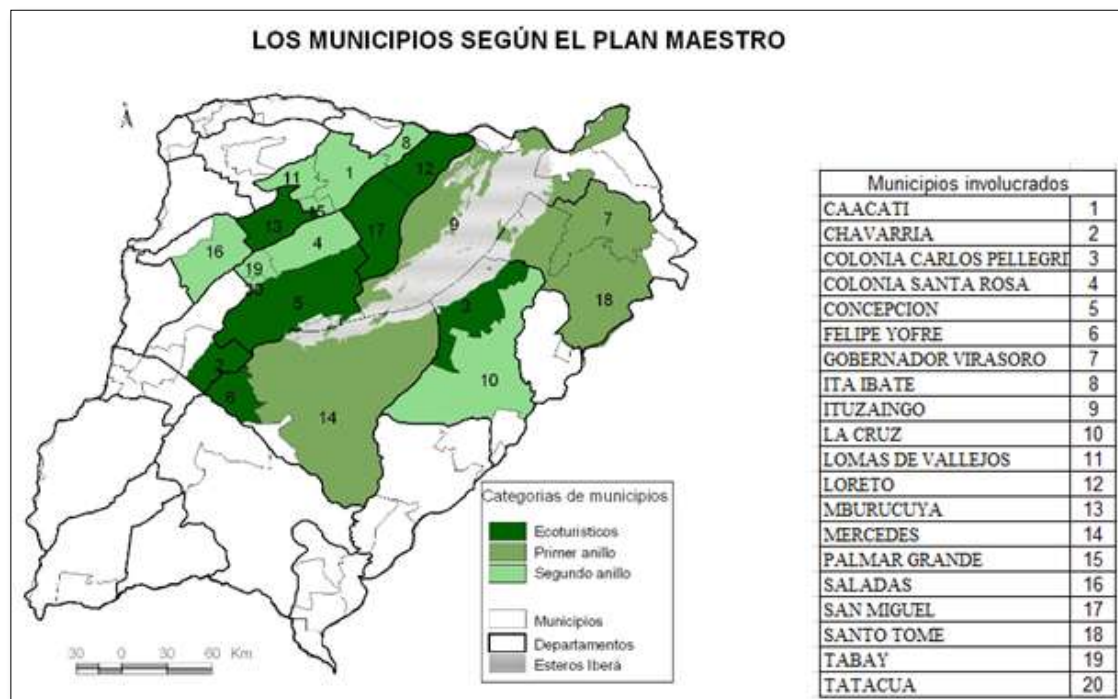 LOS MUNICIPIOS SEGÚN EL PLAN MAESTRO
8
12
1
11
15
13
9
7
16
4
17
19
5
3
18
2
10
6
14
Categorias de municipios
Ecoturisticos
Primer anillo
Segundo anillo
Municipios
Departamentos
Esteros Iberá
30 0 30 60 Km
Municipios involucrados
CAACATI 1
CHAVARRIA 2
COLONIA CARLOS PELLEGRI 3
COLONIA SANTA ROSA 4
CONCEPCION 5
FELIPE YOFRE 6
GOBERNADOR VIRASORO 7
ITA IBATE 8
ITUZAINGO 9
LA CRUZ 10
LOMAS DE VALLEJOS 11
LORETO 12
MBURUCUYA 13
MERCEDES 14
PALMAR GRANDE 15
SALADAS 16
SAN MIGUEL 17
SANTO TOME 18
TABAY 19
TATACUA 20